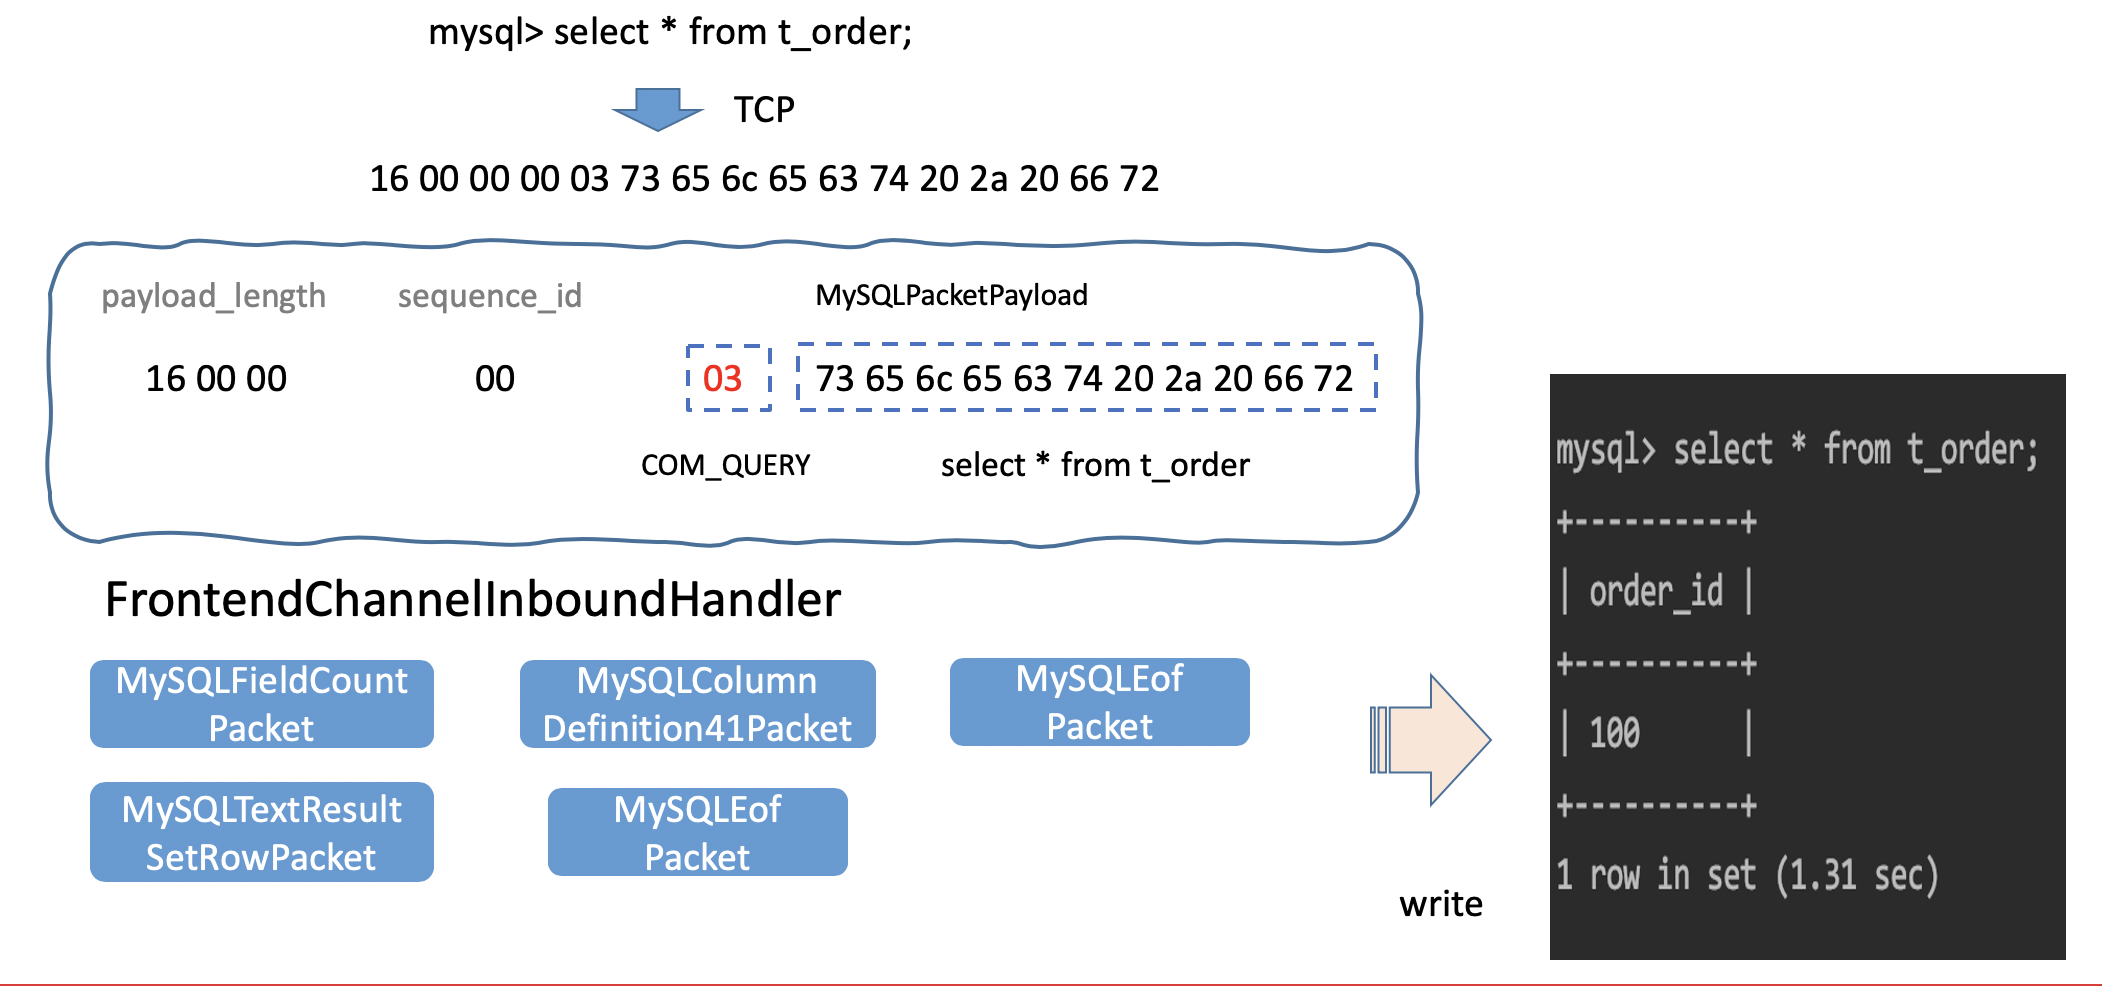 mysql> select * from t_order;
TCP
16 00 00 00 03 73 65 6c 65 63 74 20 2a 20 66 72
payload_length sequence_id MySQLPacketPayload
16 00 00 00 03 73 65 6c 65 63 74 20 2a 20 66 72
COM_QUERY select * from t_order
FrontendChannelInboundHandler
MySQLFieldCount
Packet
MySQLColumn
Definition41Packet
MySQLEof
Packet
MySQLTextResult
SetRowPacket
MySQLEof
Packet
write
mysql> select * from t_order;
+----------+
| order_id |
+----------+
| 100      |
+----------+
1 row in set (1.31 sec)